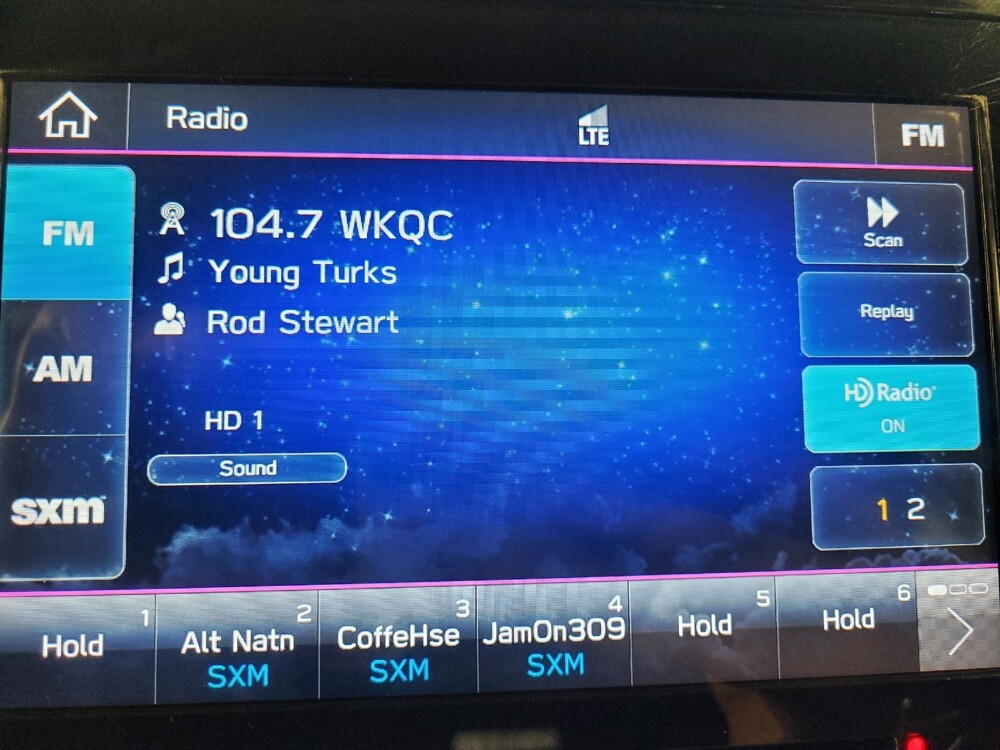 Radio
LTE
FM
FM
104.7 WKQC
Scan
Young Turks
Replay
Rod Stewart
AM
HD Radio
ON
HD 1
Sound
sxm
1 2
1
Hold
2
Alt Natn
SXM
3
CoffeHse
SXM
4
JamOn309
SXM
5
Hold
6
Hold